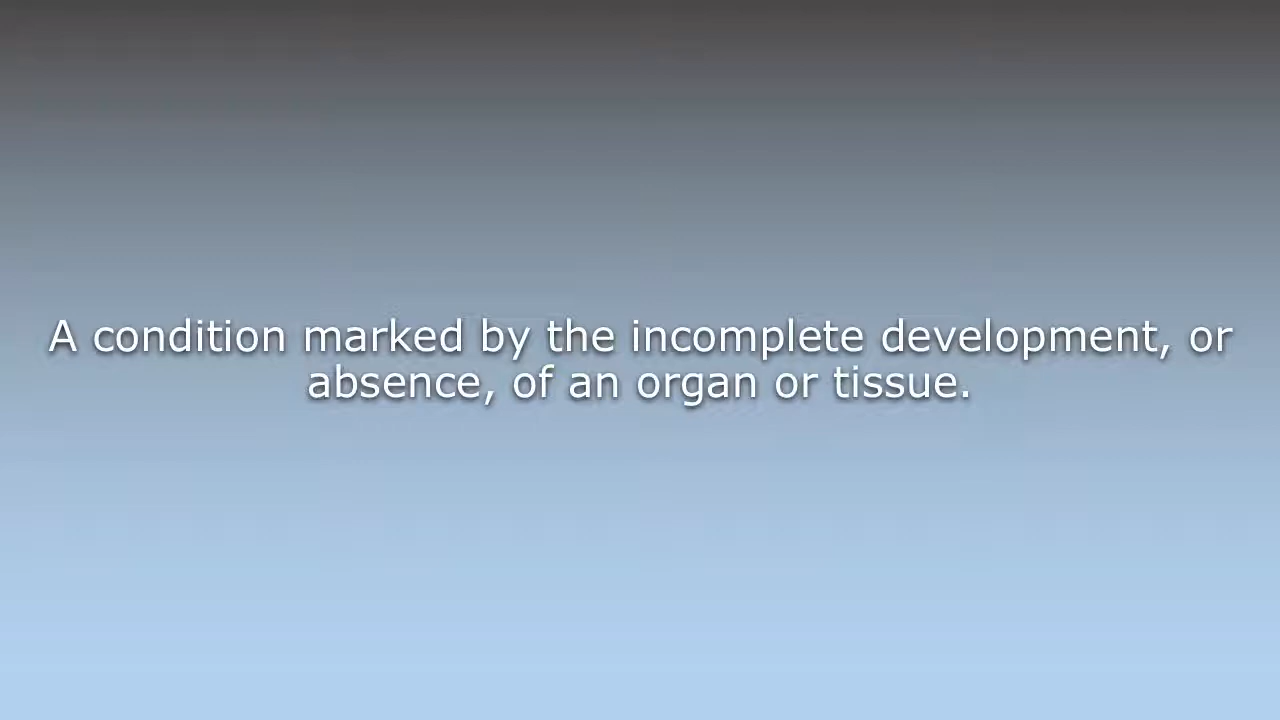 A condition marked by the incomplete development, or
absence, of an organ or tissue.